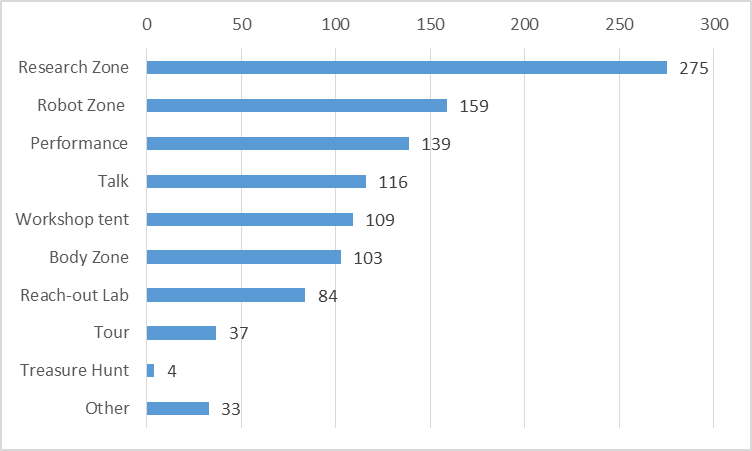 0 50 100 150 200 250 300
Research Zone 275
Robot Zone 159
Performance 139
Talk 116
Workshop tent 109
Body Zone 103
Reach-out Lab 84
Tour 37
Treasure Hunt 4
Other 33